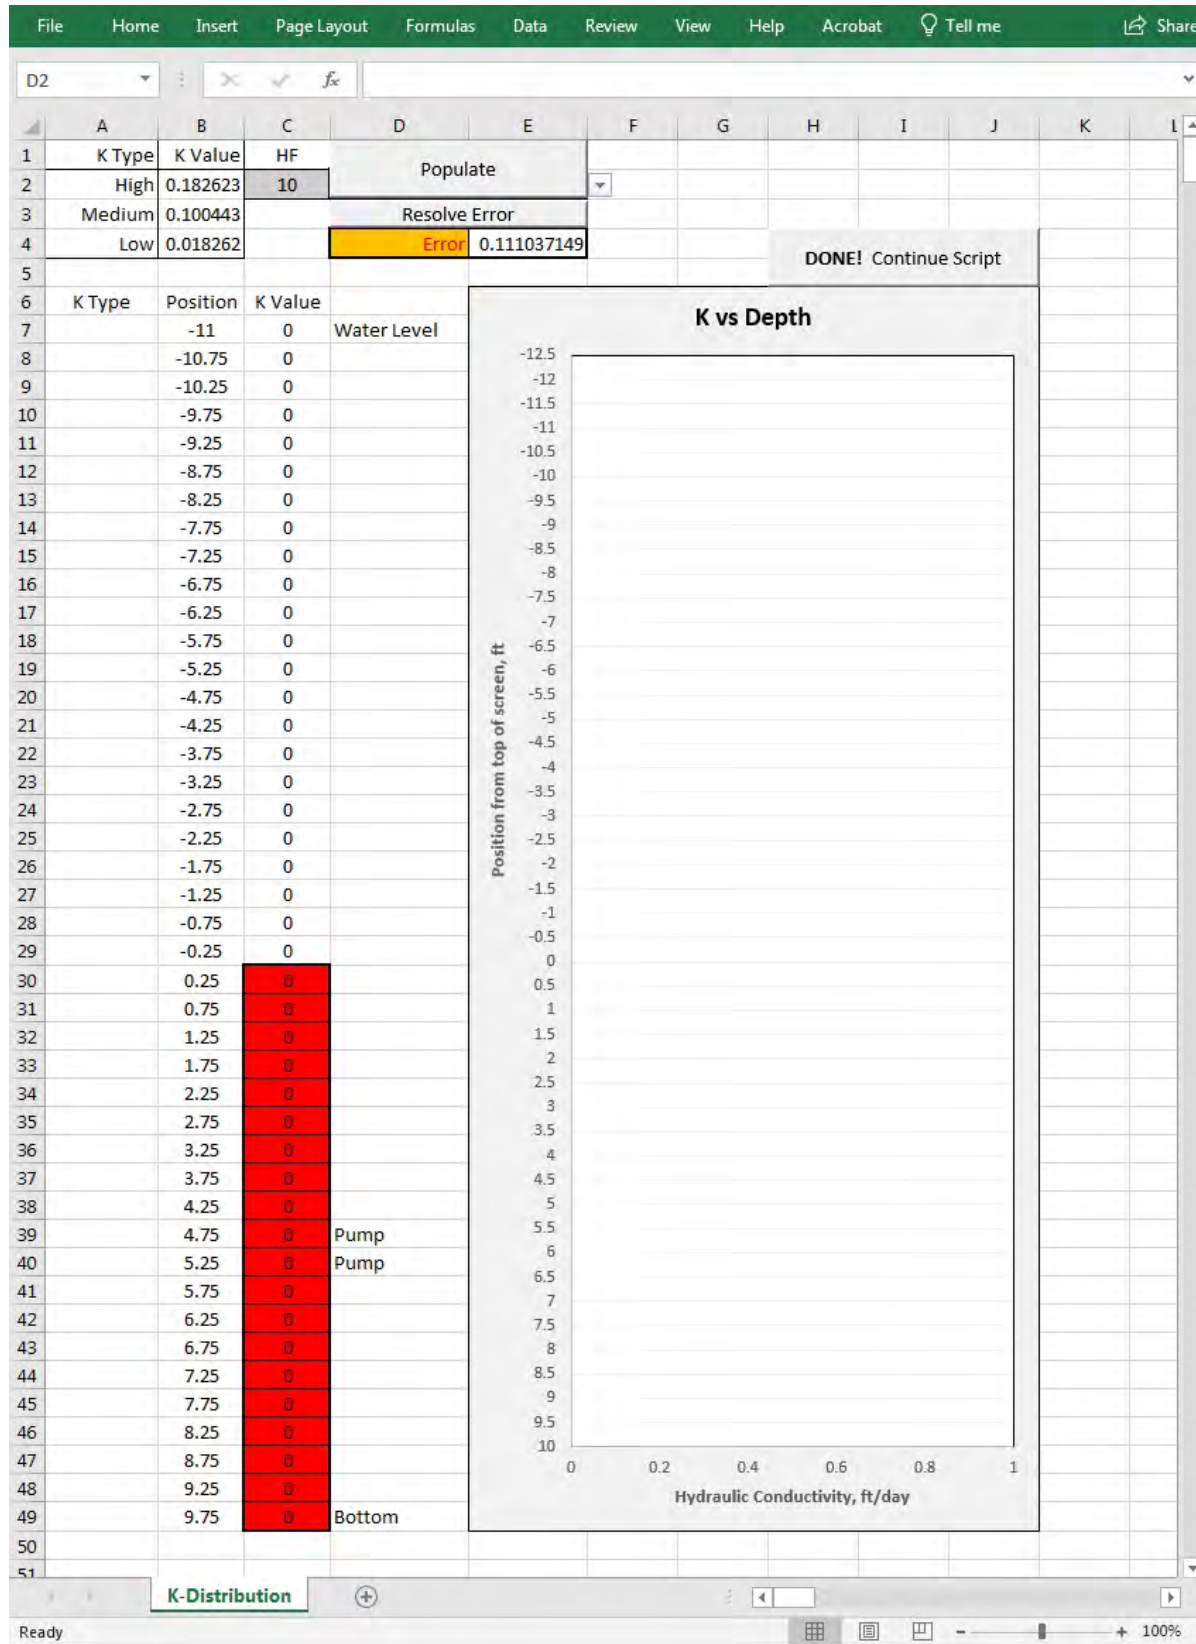 File Home Insert Page Layout Formulas Data Review View Help Acrobat Tell me Share
D2 fx
A B C D E F G H I J K L
1 K Type K Value HF Populate
2 High 0.182623 10
3 Medium 0.100443 Resolve Error
4 Low 0.018262 Error 0.111037149
DONE! Continue Script
5
6 K Type Position K Value
7 -11 0 Water Level
8 -10.75 0
9 -10.25 0
10 -9.75 0
11 -9.25 0
12 -8.75 0
13 -8.25 0
14 -7.75 0
15 -7.25 0
16 -6.75 0
17 -6.25 0
18 -5.75 0
19 -5.25 0
20 -4.75 0
21 -4.25 0
22 -3.75 0
23 -3.25 0
24 -2.75 0
25 -2.25 0
26 -1.75 0
27 -1.25 0
28 -0.75 0
29 -0.25 0
30 0.25 0
31 0.75 0
32 1.25 0
33 1.75 0
34 2.25 0
35 2.75 0
36 3.25 0
37 3.75 0
38 4.25 0
39 4.75 0 Pump
40 5.25 0 Pump
41 5.75 0
42 6.25 0
43 6.75 0
44 7.25 0
45 7.75 0
46 8.25 0
47 8.75 0
48 9.25 0
49 9.75 0 Bottom
50
51
K vs Depth
Position from top of screen, ft
-12.5
-12
-11.5
-11
-10.5
-10
-9.5
-9
-8.5
-8
-7.5
-7
-6.5
-6
-5.5
-5
-4.5
-4
-3.5
-3
-2.5
-2
-1.5
-1
-0.5
0
0.5
1
1.5
2
2.5
3
3.5
4
4.5
5
5.5
6
6.5
7
7.5
8
8.5
9
9.5
10
0 0.2 0.4 0.6 0.8 1
Hydraulic Conductivity, ft/day
K-Distribution
Ready 100%